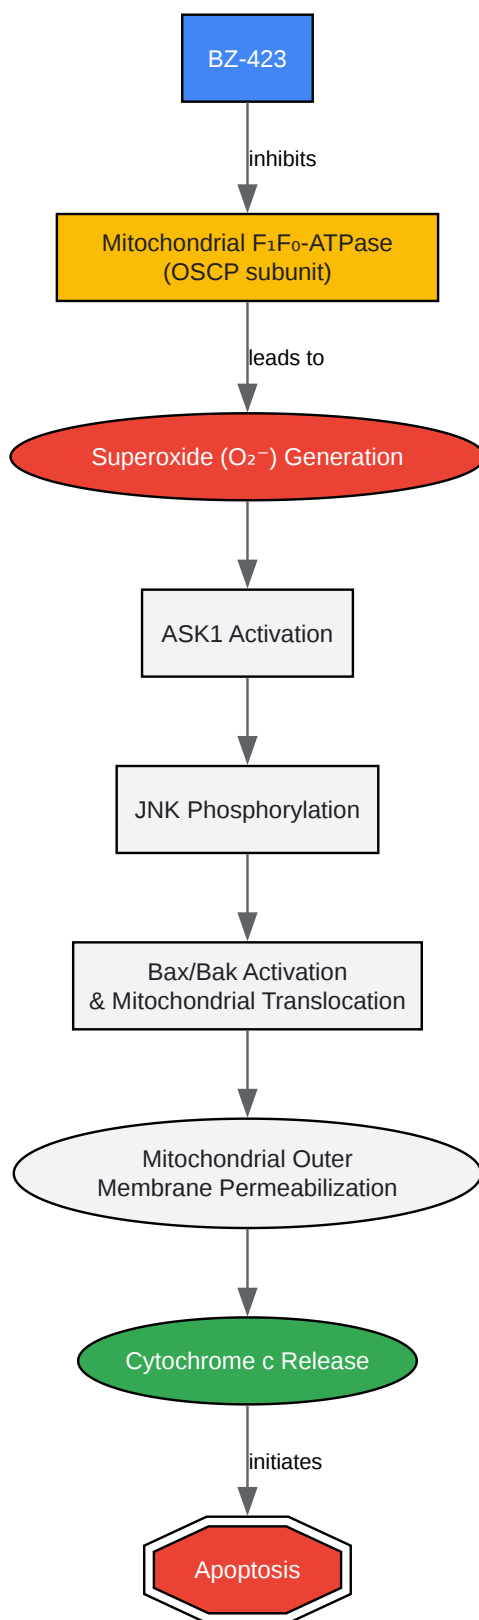 BZ-423
inhibits
Mitochondrial F₁F₀-ATPase
(OSCP subunit)
leads to
Superoxide (O₂⁻) Generation
ASK1 Activation
JNK Phosphorylation
Bax/Bak Activation
& Mitochondrial Translocation
Mitochondrial Outer
Membrane Permeabilization
Cytochrome c Release
initiates
Apoptosis